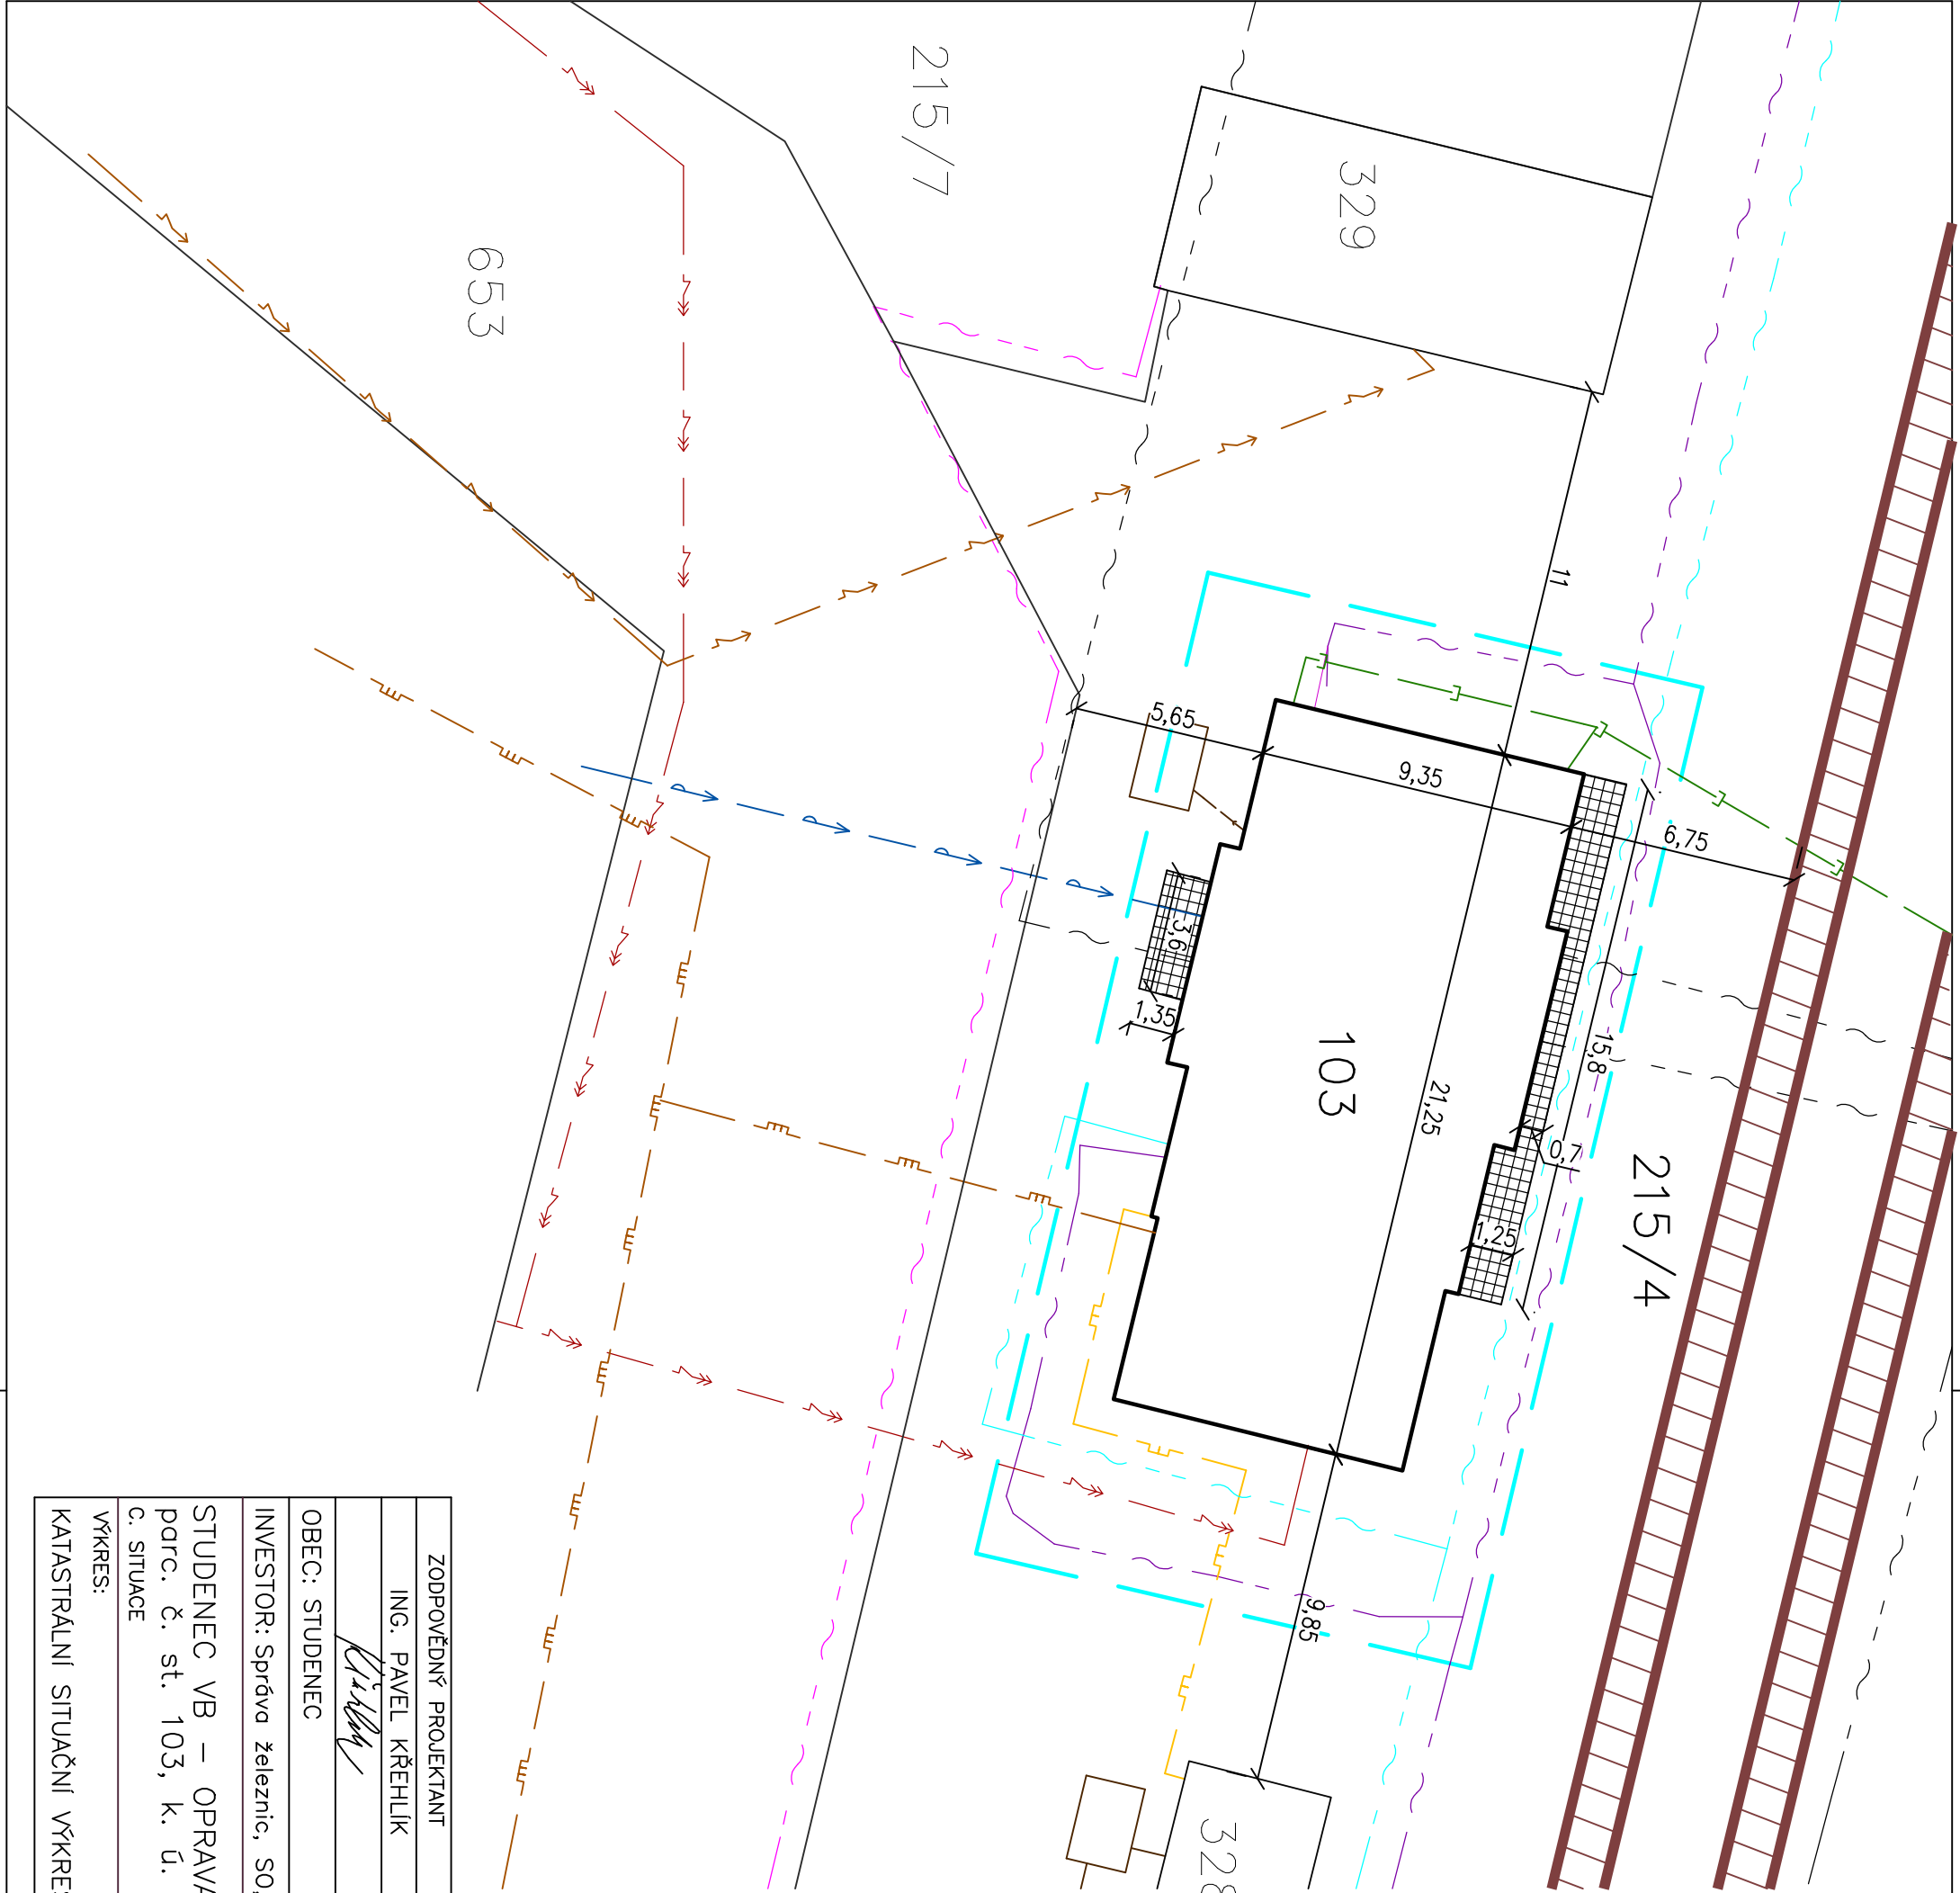 215/7
329
653
11
5,65
9,35
6,75
3,6
1,35
103
15,8
21,25
0,7
215/4
1,25
9,85
328
ZODPOVĚDNÝ PROJEKTANT
ING. PAVEL KŘEHLÍK
OBEC: STUDENEC
INVESTOR: Správa železnic, so.
STUDENEC VB – OPRAVA
parc. č. st. 103, k. ú.
C. SITUACE
VÝKRES:
KATASTRÁLNÍ SITUAČNÍ VÝKRES